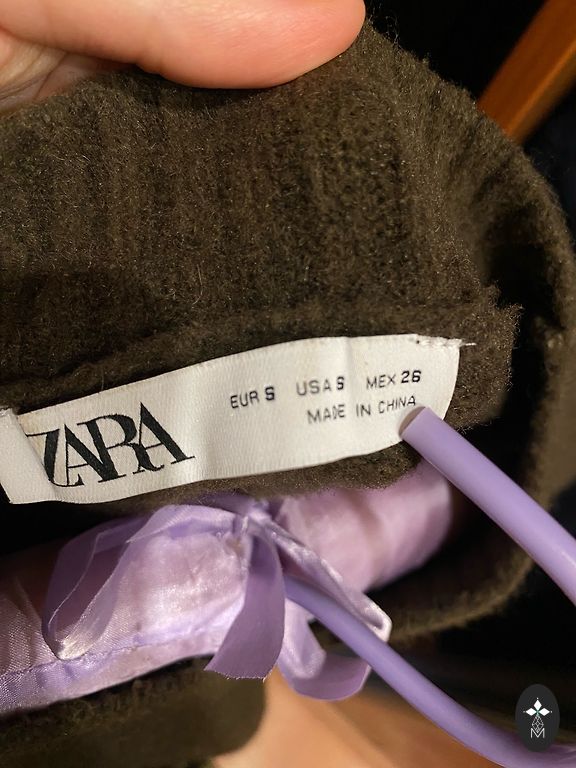 ZARA
EUR S USA S MEX 26
MADE IN CHINA
M